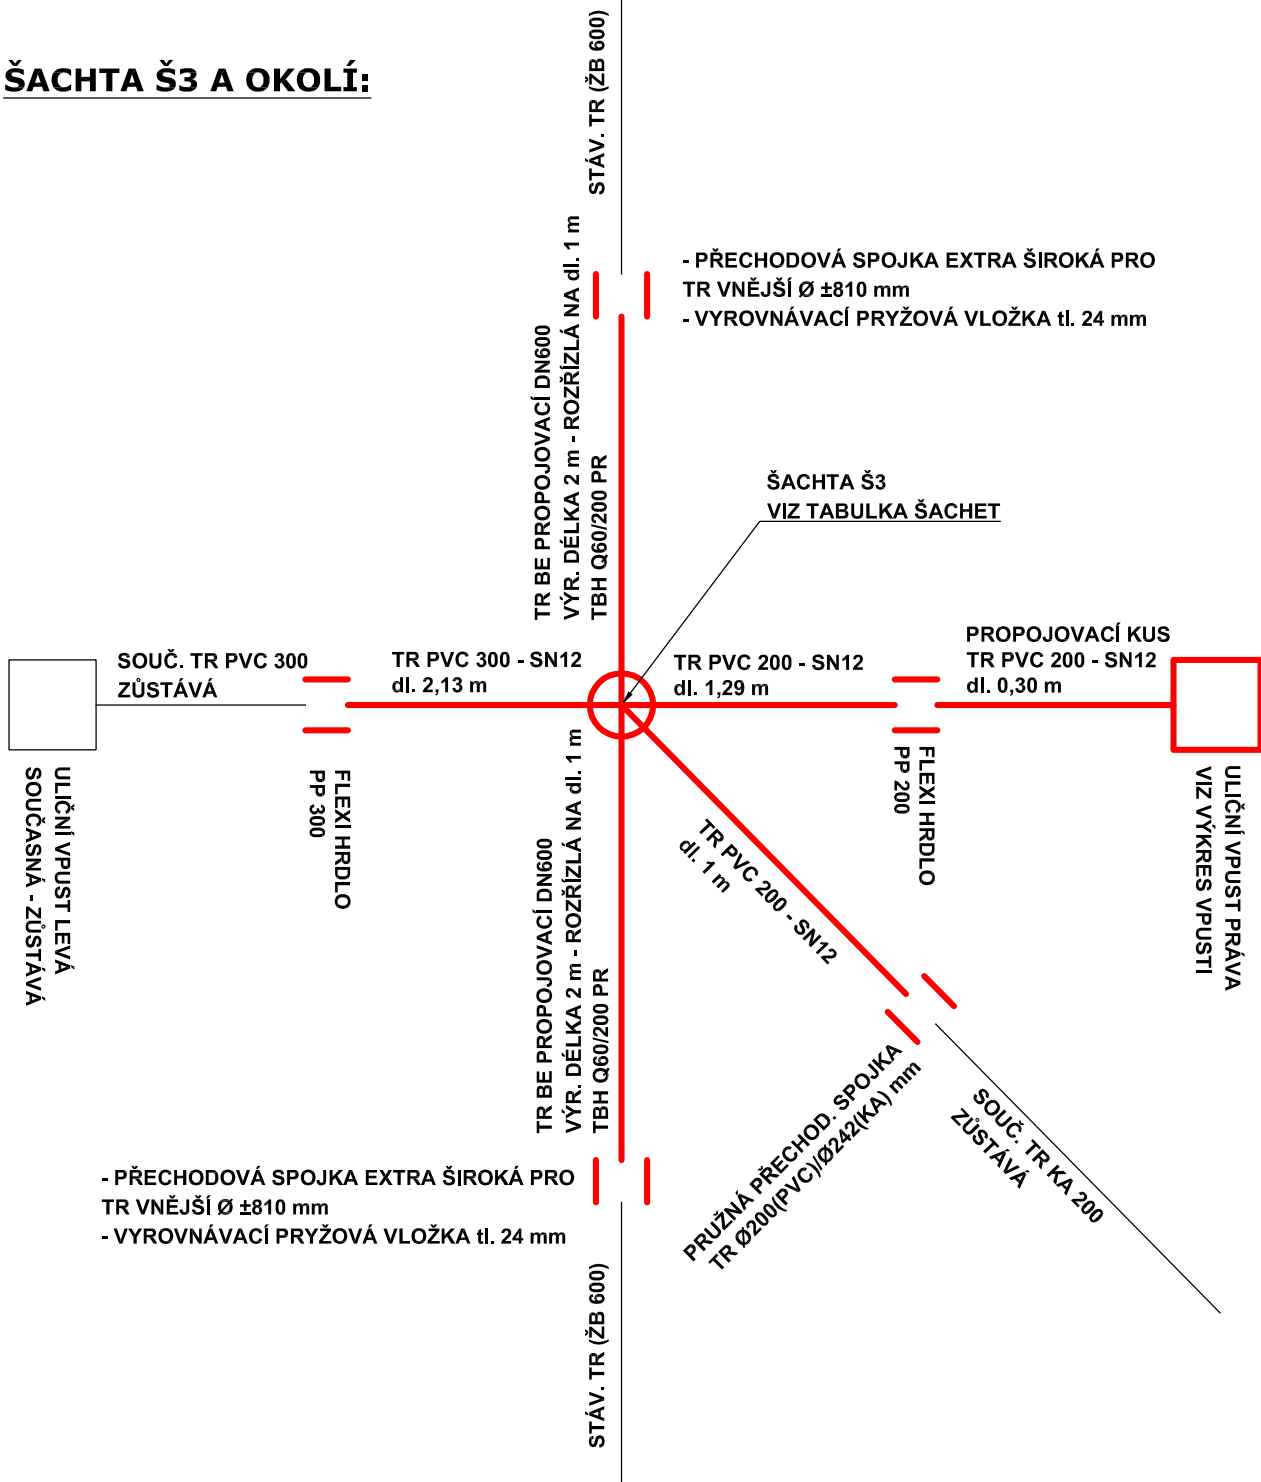 ŠACHTA Š3 A OKOLÍ:
STÁV. TR (ŽB 600)
- PŘECHODOVÁ SPOJKA EXTRA ŠIROKÁ PRO
TR VNĚJŠÍ Ø ±810 mm
- VYROVNÁVACÍ PRYŽOVÁ VLOŽKA tl. 24 mm
TR BE PROPOJOVACÍ DN600
VÝR. DÉLKA 2 m - ROZŘÍZLÁ NA dl. 1 m
TBH Q60/200 PR
ŠACHTA Š3
VIZ TABULKA ŠACHET
SOUČ. TR PVC 300
ZŮSTÁVÁ
TR PVC 300 - SN12
dl. 2,13 m
TR PVC 200 - SN12
dl. 1,29 m
PROPOJOVACÍ KUS
TR PVC 200 - SN12
dl. 0,30 m
ULIČNÍ VPUST LEVÁ
SOUČASNÁ - ZŮSTÁVÁ
FLEXI HRDLO
PP 300
FLEXI HRDLO
PP 200
ULIČNÍ VPUST PRÁVA
VIZ VÝKRES VPUSTI
TR PVC 200 - SN12
dl. 1 m
TR BE PROPOJOVACÍ DN600
VÝR. DÉLKA 2 m - ROZŘÍZLÁ NA dl. 1 m
TBH Q60/200 PR
PRUŽNÁ PŘECHOD. SPOJKA
TR Ø200(PVC)/Ø242(KA) mm
SOUČ. TR KA 200
ZŮSTÁVÁ
- PŘECHODOVÁ SPOJKA EXTRA ŠIROKÁ PRO
TR VNĚJŠÍ Ø ±810 mm
- VYROVNÁVACÍ PRYŽOVÁ VLOŽKA tl. 24 mm
STÁV. TR (ŽB 600)